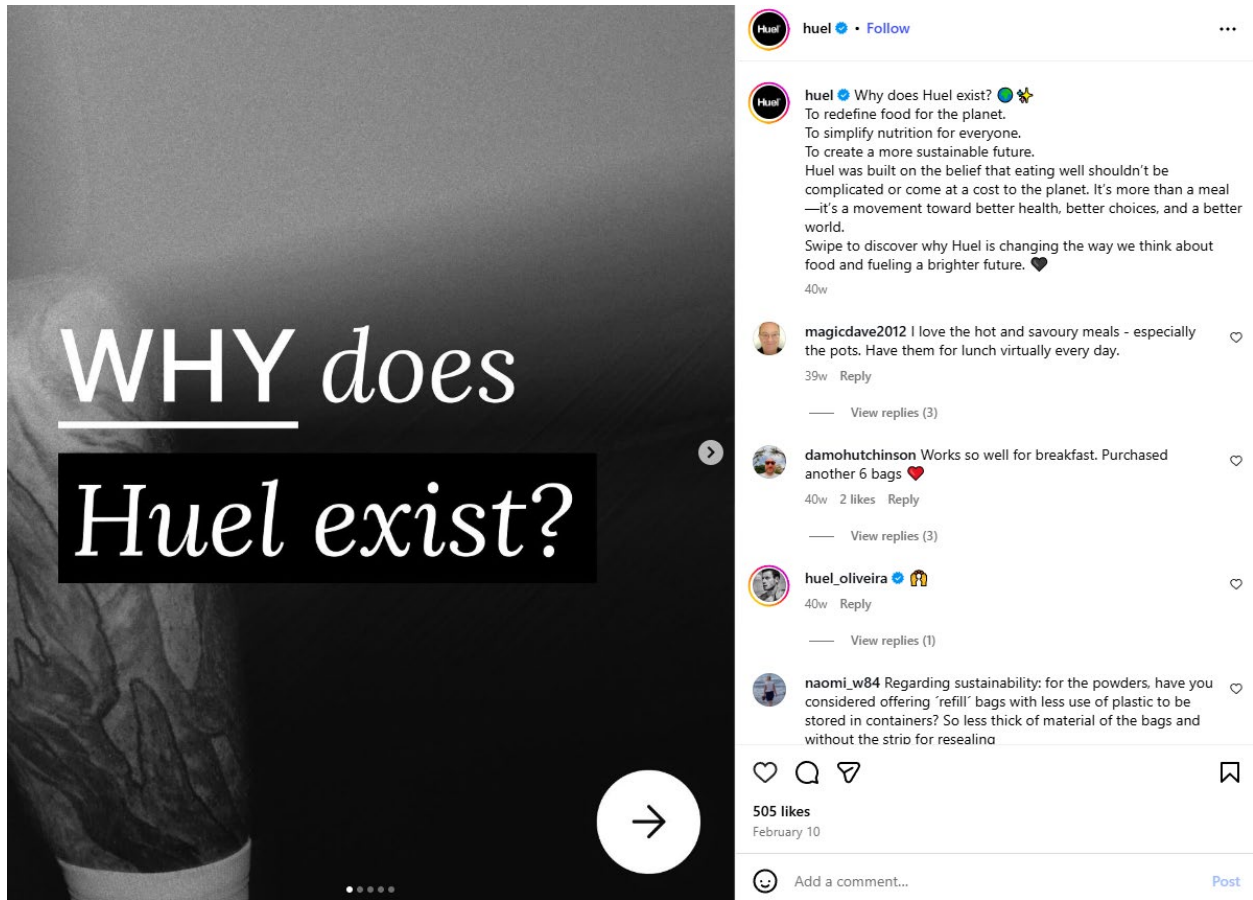 WHY does
Huel exist?
Huel
huel • Follow
Huel
huel Why does Huel exist? 🌍✨
To redefine food for the planet.
To simplify nutrition for everyone.
To create a more sustainable future.
Huel was built on the belief that eating well shouldn't be
complicated or come at a cost to the planet. It's more than a meal
—it's a movement toward better health, better choices, and a better
world.
Swipe to discover why Huel is changing the way we think about
food and fueling a brighter future. 🖤
40w
magicdave2012 I love the hot and savoury meals - especially
the pots. Have them for lunch virtually every day.
39w Reply
View replies (3)
damohutchinson Works so well for breakfast. Purchased
another 6 bags ❤️
40w 2 likes Reply
View replies (3)
huel_oliveira 🙌
40w Reply
View replies (1)
naomi_w84 Regarding sustainability: for the powders, have you
considered offering ´refill´ bags with less use of plastic to be
stored in containers? So less thick of material of the bags and
without the strip for resealing
505 likes
February 10
Add a comment...
Post